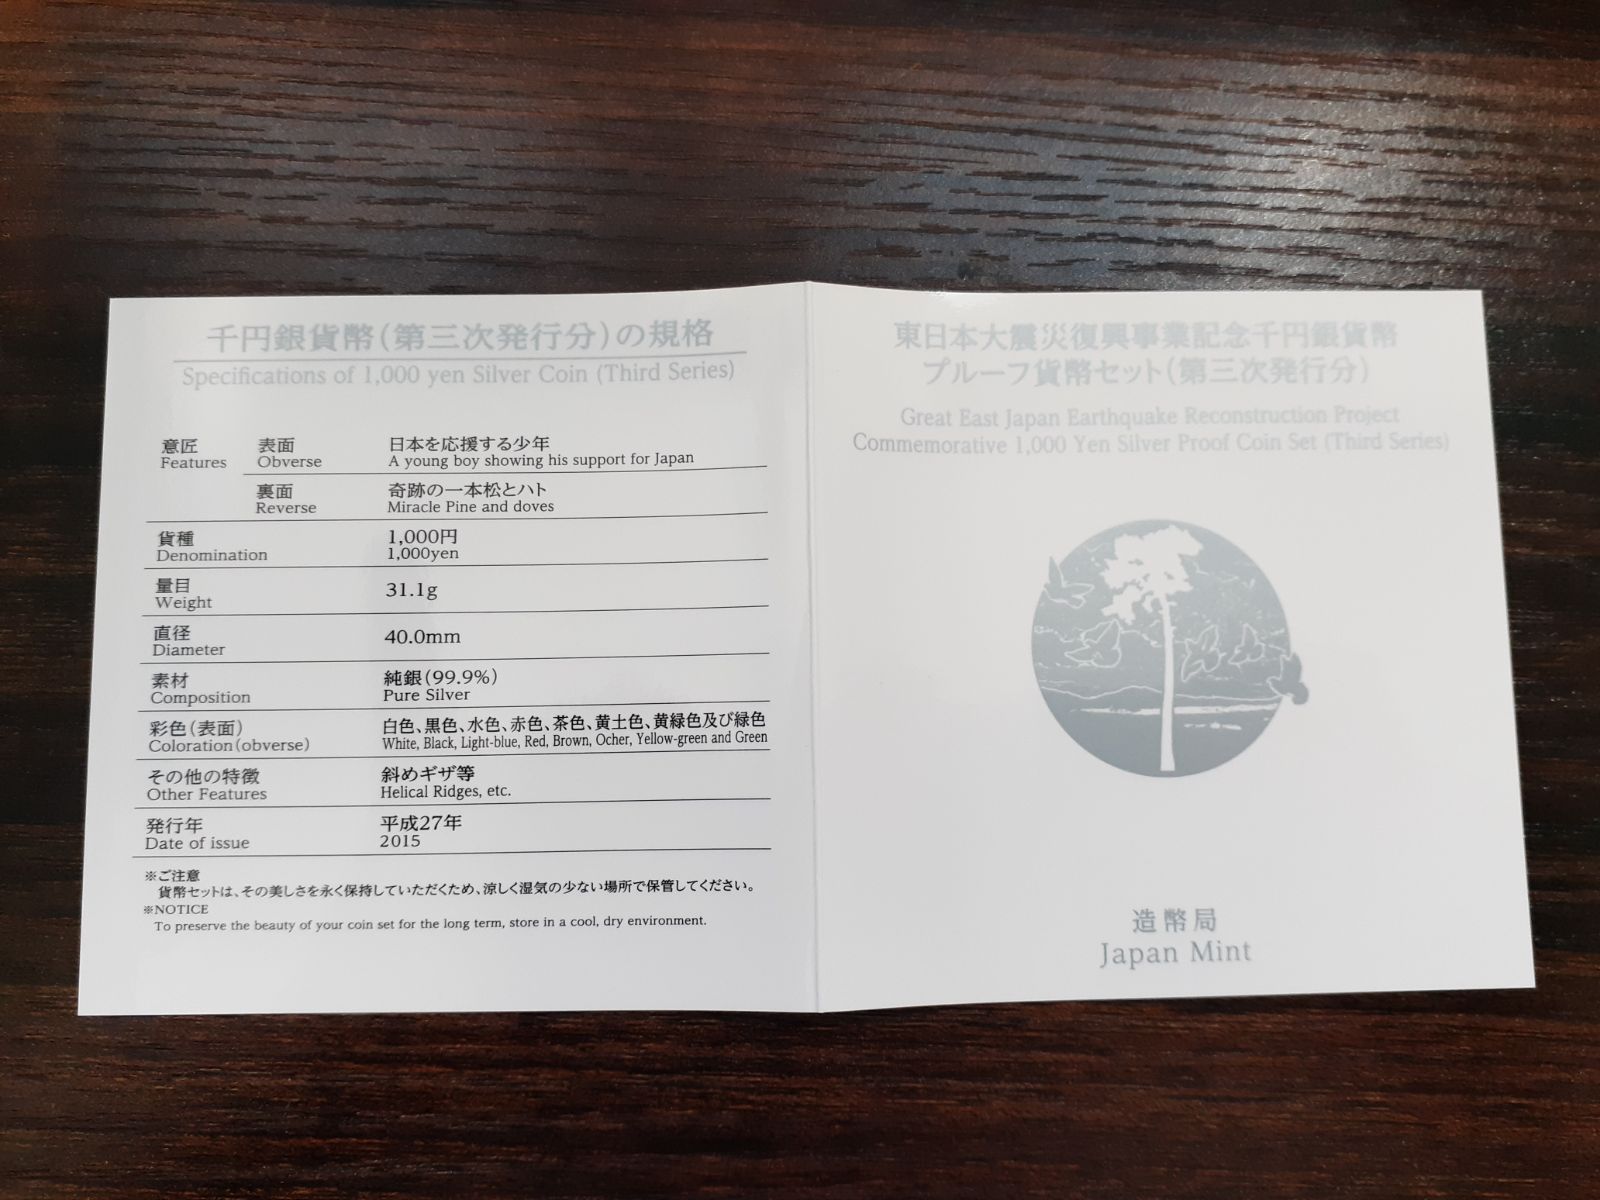 千円銀貨幣(第三次発行分)の規格
Specifications of 1,000 yen Silver Coin (Third Series)
意匠 表面 日本を応援する少年
Features Obverse A young boy showing his support for Japan
裏面 奇跡の一本松とハト
Reverse Miracle Pine and doves
貨種 1,000円
Denomination 1,000yen
量目 31.1g
Weight
直径 40.0mm
Diameter
素材 純銀(99.9%)
Composition Pure Silver
彩色(表面) 白色、黒色、水色、赤色、茶色、黄土色、黄緑色及び緑色
Coloration(obverse) White, Black, Light-blue, Red, Brown, Ocher, Yellow-green and Green
その他の特徴 斜めギザ等
Other Features Helical Ridges, etc.
発行年 平成27年
Date of issue 2015
※ご注意
貨幣セットは、その美しさを永く保持していただくため、涼しく湿気の少ない場所で保管してください。
※NOTICE
To preserve the beauty of your coin set for the long term, store in a cool, dry environment.
東日本大震災復興事業記念千円銀貨幣
プルーフ貨幣セット(第三次発行分)
Great East Japan Earthquake Reconstruction Project
Commemorative 1,000 Yen Silver Proof Coin Set (Third Series)
造幣局
Japan Mint